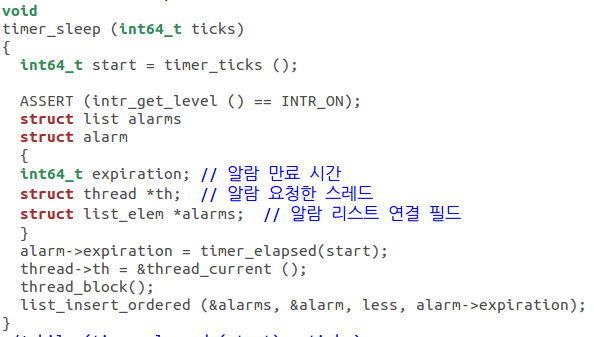 void
timer_sleep (int64_t ticks)
{
  int64_t start = timer_ticks ();

  ASSERT (intr_get_level () == INTR_ON);
  struct list alarms
  struct alarm
  {
  int64_t expiration; // 알람 만료 시간
  struct thread *th;  // 알람 요청한 스레드
  struct list_elem *alarms;  // 알람 리스트 연결 필드
  }
  alarm->expiration = timer_elapsed(start);
  thread->th = &thread_current ();
  thread_block();
  list_insert_ordered (&alarms, &alarm, less, alarm->expiration);
}